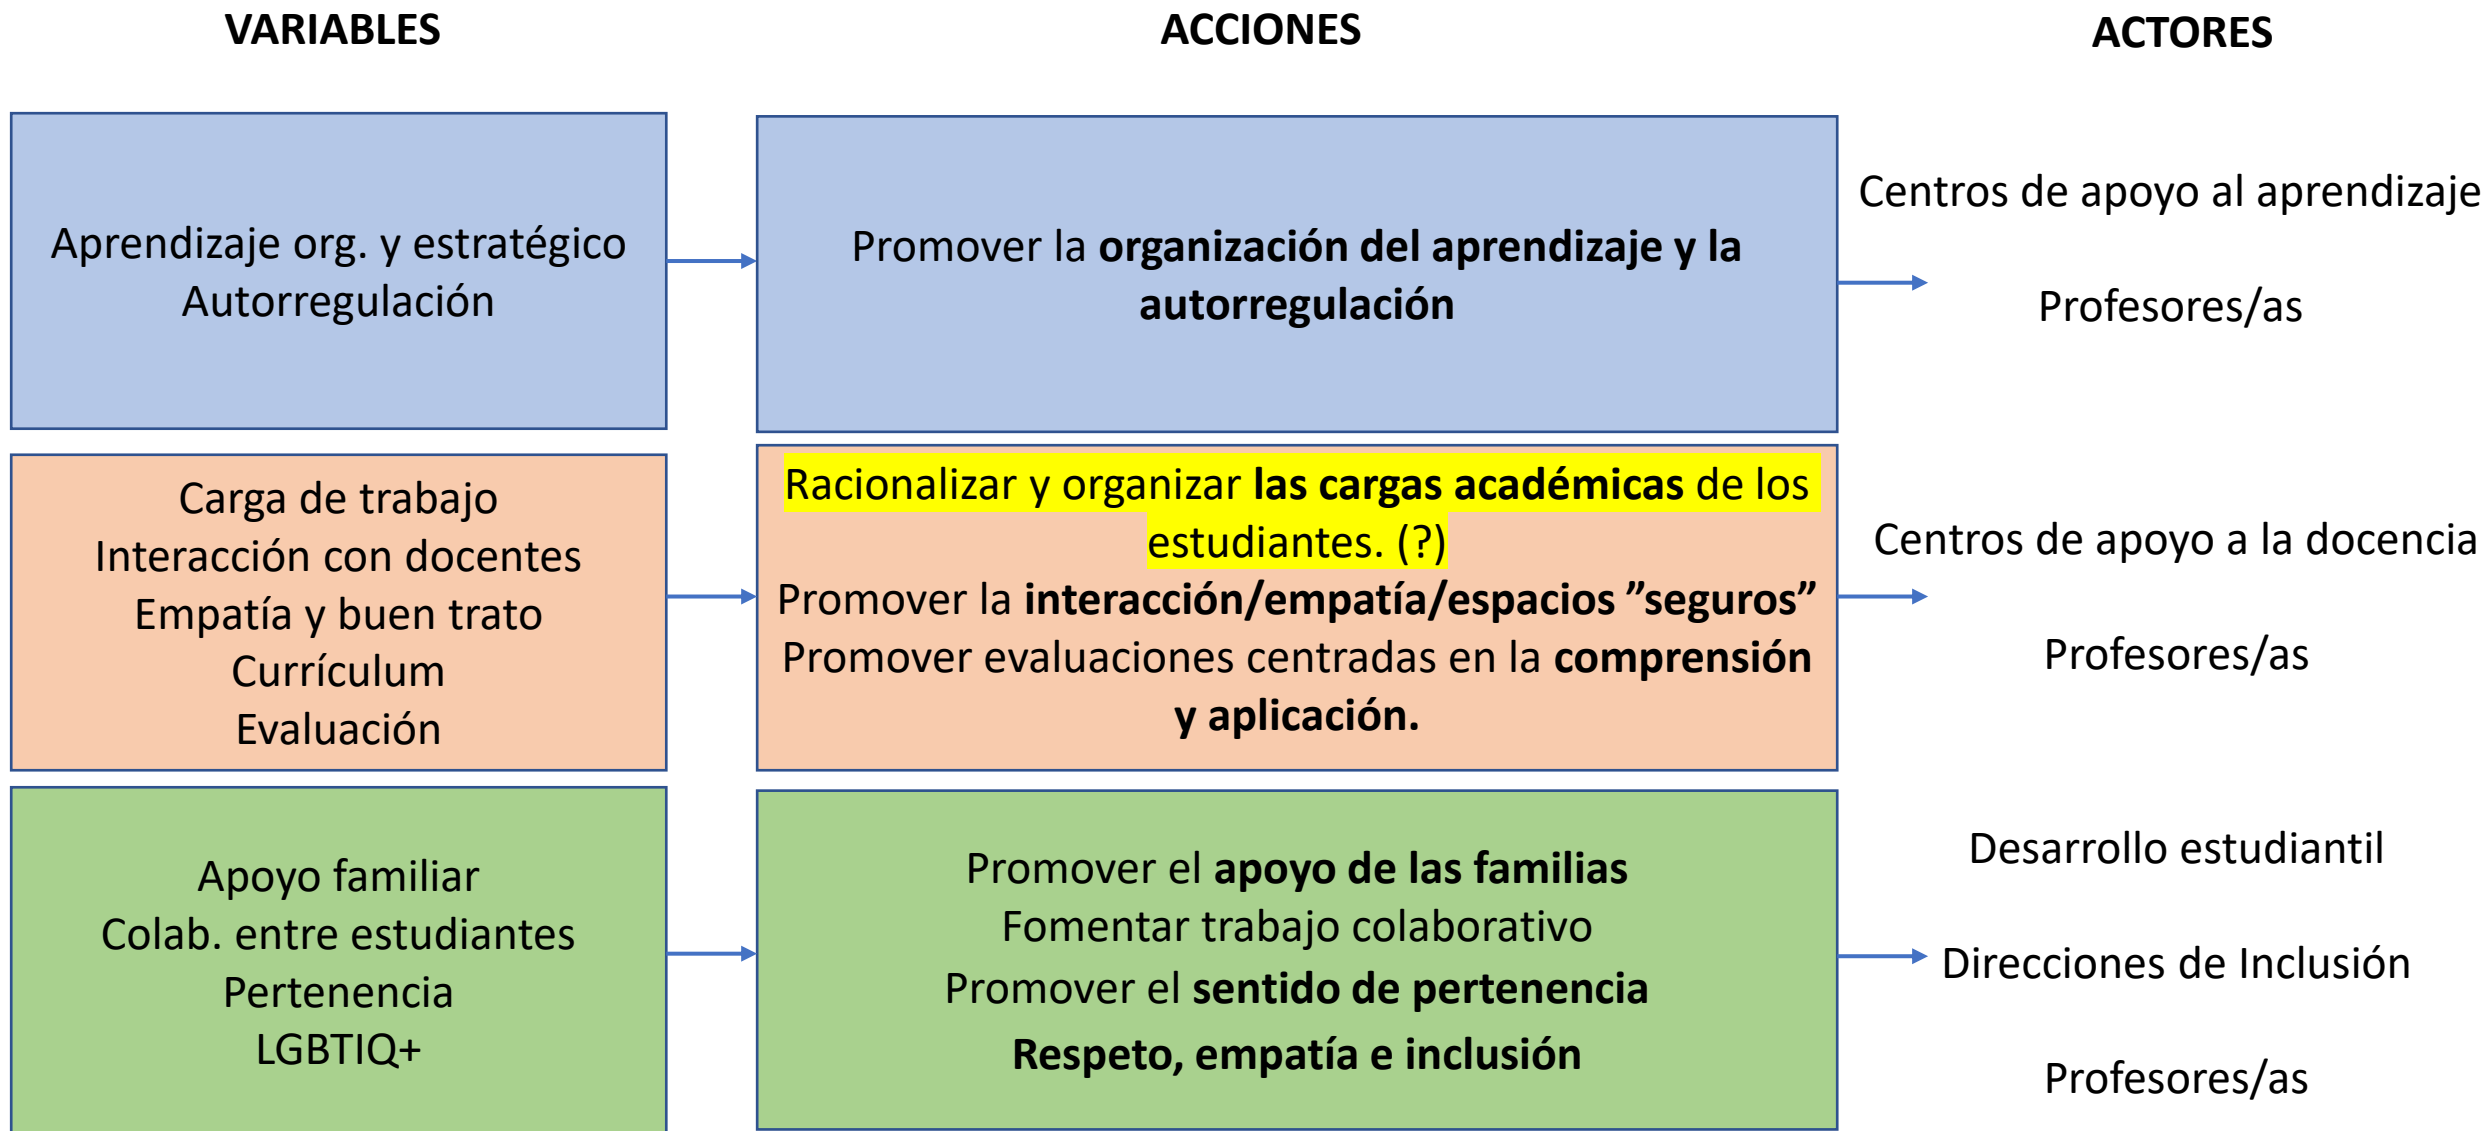 VARIABLES
ACCIONES
ACTORES
Aprendizaje org. y estratégico
Autorregulación
Promover la organización del aprendizaje y la
autorregulación
Centros de apoyo al aprendizaje
Profesores/as
Carga de trabajo
Interacción con docentes
Empatía y buen trato
Currículum
Evaluación
Racionalizar y organizar las cargas académicas de los
estudiantes. (?)
Promover la interacción/empatía/espacios ”seguros”
Promover evaluaciones centradas en la comprensión
y aplicación.
Centros de apoyo a la docencia
Profesores/as
Apoyo familiar
Colab. entre estudiantes
Pertenencia
LGBTIQ+
Promover el apoyo de las familias
Fomentar trabajo colaborativo
Promover el sentido de pertenencia
Respeto, empatía e inclusión
Desarrollo estudiantil
Direcciones de Inclusión
Profesores/as